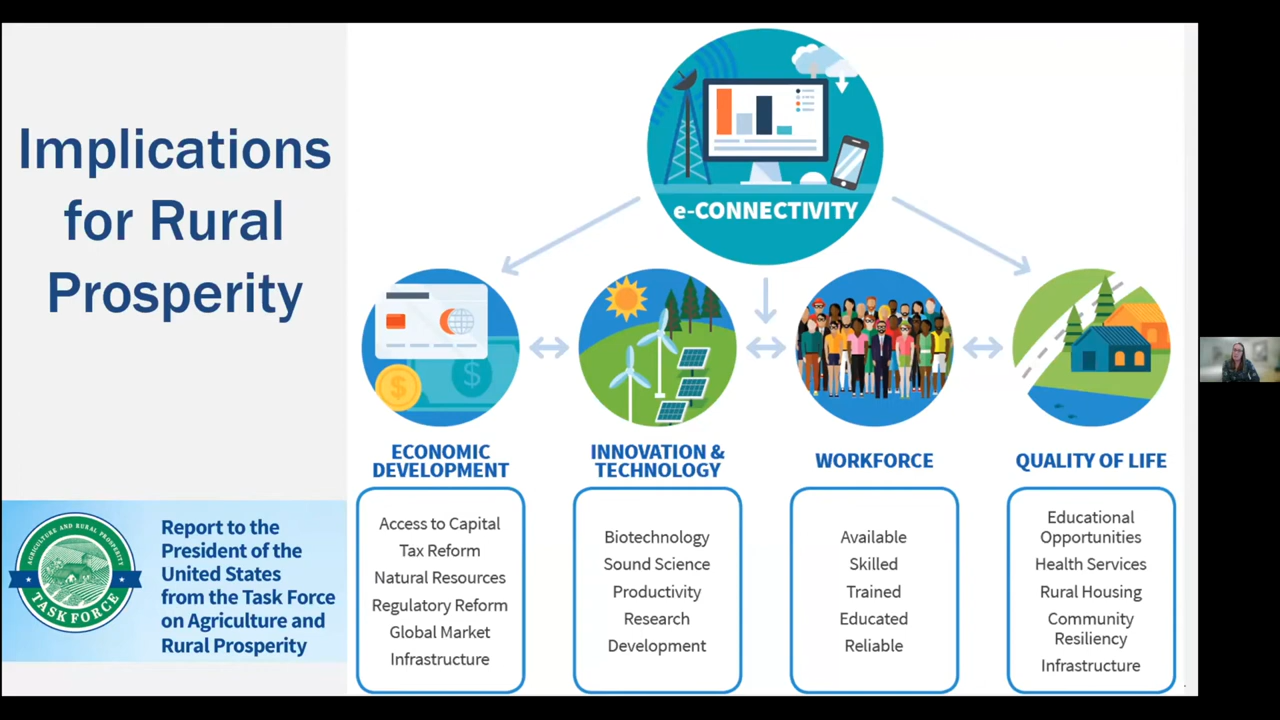 Implications
for Rural
Prosperity
AGRICULTURE AND RURAL PROSPERITY
TASK FORCE
Report to the
President of the
United States
from the Task Force
on Agriculture and
Rural Prosperity
e-CONNECTIVITY
ECONOMIC
DEVELOPMENT
Access to Capital
Tax Reform
Natural Resources
Regulatory Reform
Global Market
Infrastructure
INNOVATION &
TECHNOLOGY
Biotechnology
Sound Science
Productivity
Research
Development
WORKFORCE
Available
Skilled
Trained
Educated
Reliable
QUALITY OF LIFE
Educational
Opportunities
Health Services
Rural Housing
Community
Resiliency
Infrastructure